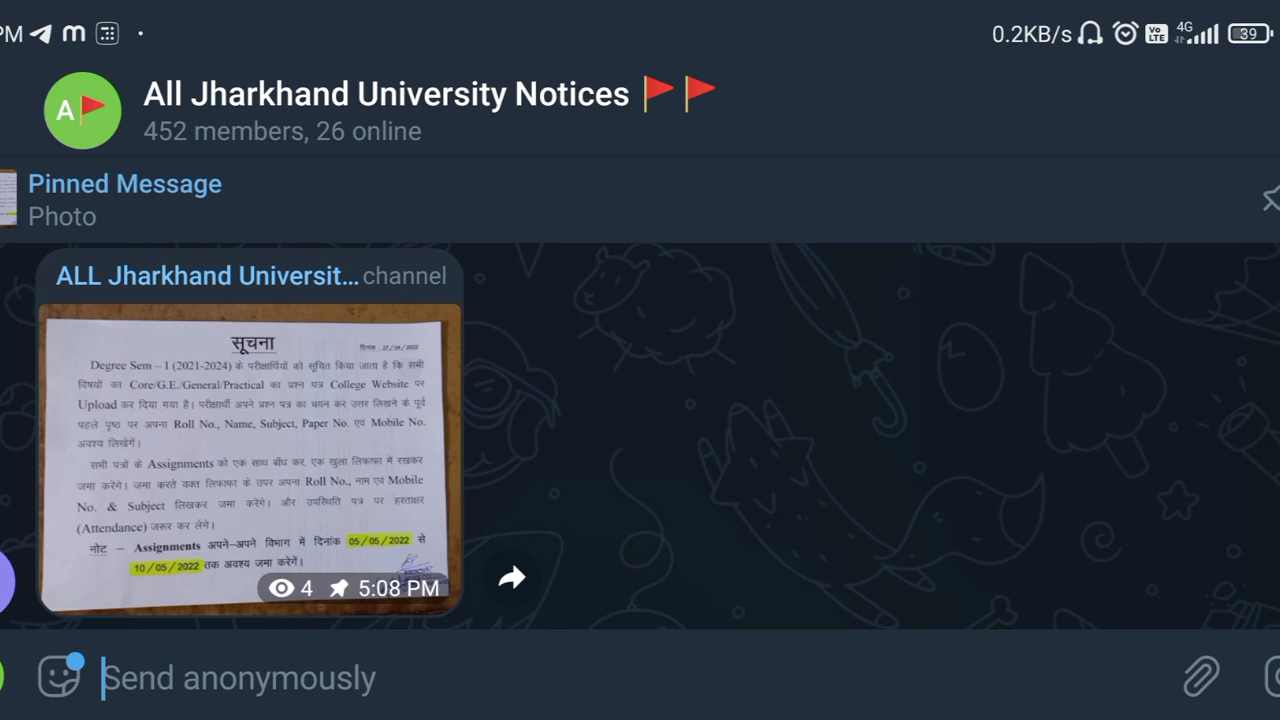 PM m
0.2KB/s Vo LTE 4G 39
A
All Jharkhand University Notices
452 members, 26 online
Pinned Message
Photo
ALL Jharkhand Universit... channel
सूचना
दिनांक 27/04/2022
Degree Sem – I (2021-2024) के परीक्षार्थियों को सूचित किया जाता है कि सभी
विषयों का Core/G.E./General/Practical का प्रश्न पत्र College Website पर
Upload कर दिया गया है। परीक्षार्थी अपने प्रश्न पत्र का चयन कर उत्तर लिखने के पूर्व
पहले पृष्ठ पर अपना Roll No., Name, Subject, Paper No. एवं Mobile No.
अवश्य लिखेंगें।
सभी पत्रों के Assignments को एक साथ बाँध कर, एक खुला लिफाफा में रखकर
जमा करेंगे। जमा करते वक्त लिफाफा के उपर अपना Roll No., नाम एवं Mobile
No. & Subject लिखकर जमा करेंगे। और उपस्थिति पत्र पर हस्ताक्षर
(Attendance) जरूर कर लेगे।
नोट – Assignments अपने–अपने विभाग में दिनांक 05/05/2022 से
10/05/2022 तक अवश्य जमा करेगें।
4 5:08 PM
Send anonymously